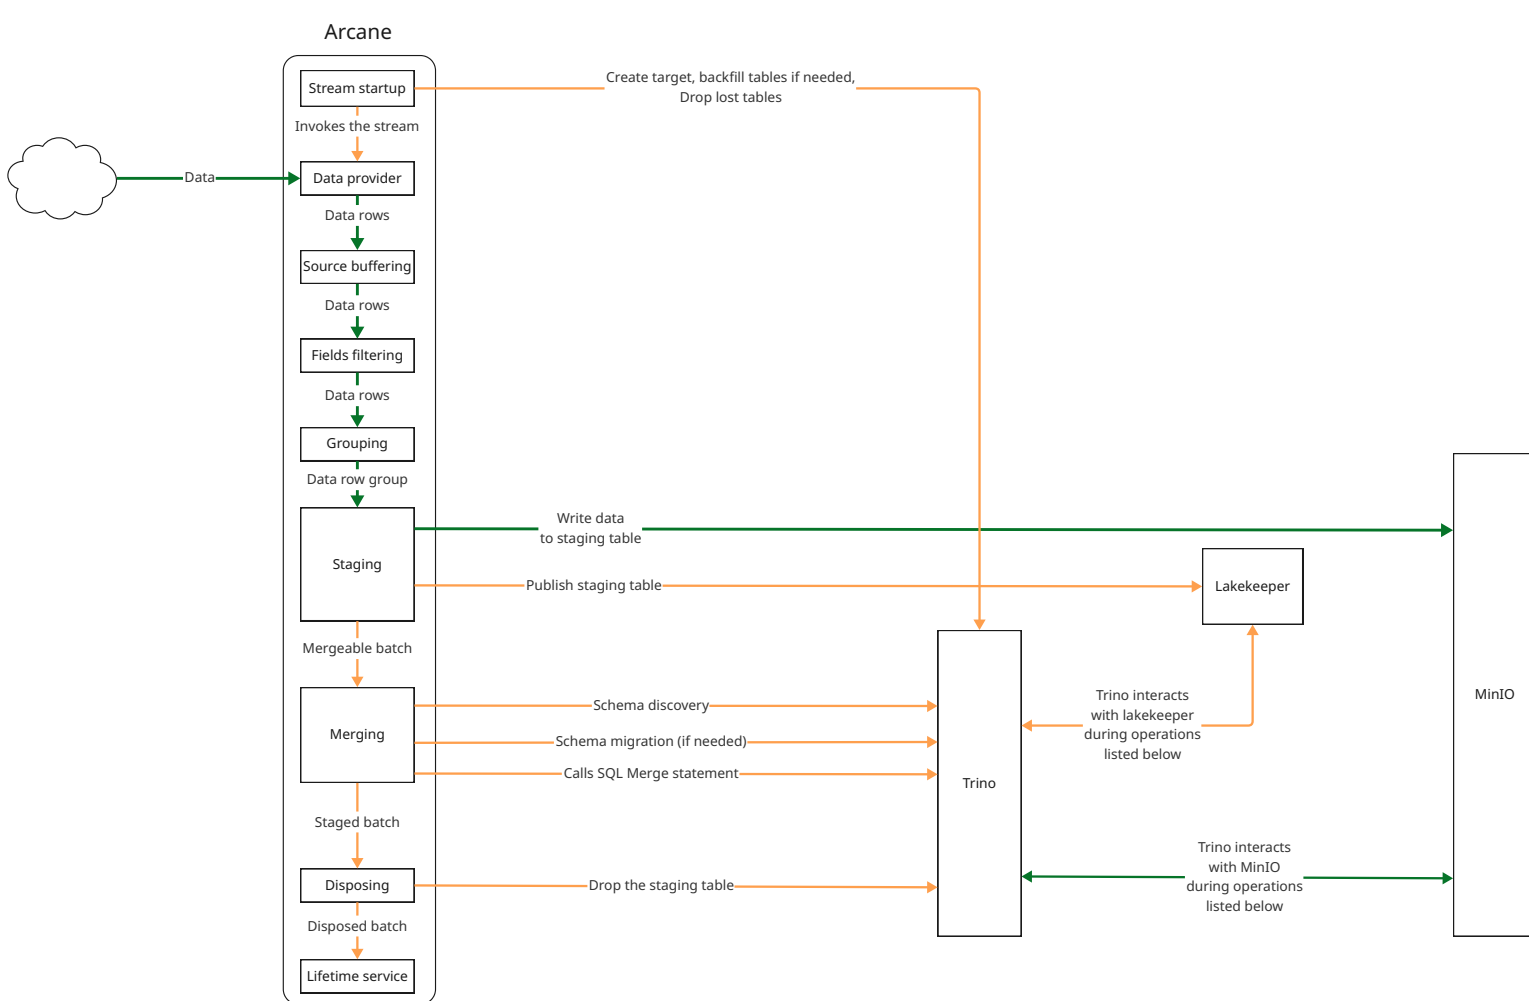 Arcane
Stream startup
Create target, backfill tables if needed,
Drop lost tables
Invokes the stream
Data
Data provider
Data rows
Source buffering
Data rows
Fields filtering
Data rows
Grouping
Data row group
Staging
Write data
to staging table
Publish staging table
Lakekeeper
Mergeable batch
Merging
Schema discovery
Schema migration (if needed)
Calls SQL Merge statement
Trino
Trino interacts
with lakekeeper
during operations
listed below
MinIO
Staged batch
Disposing
Drop the staging table
Trino interacts
with MinIO
during operations
listed below
Disposed batch
Lifetime service